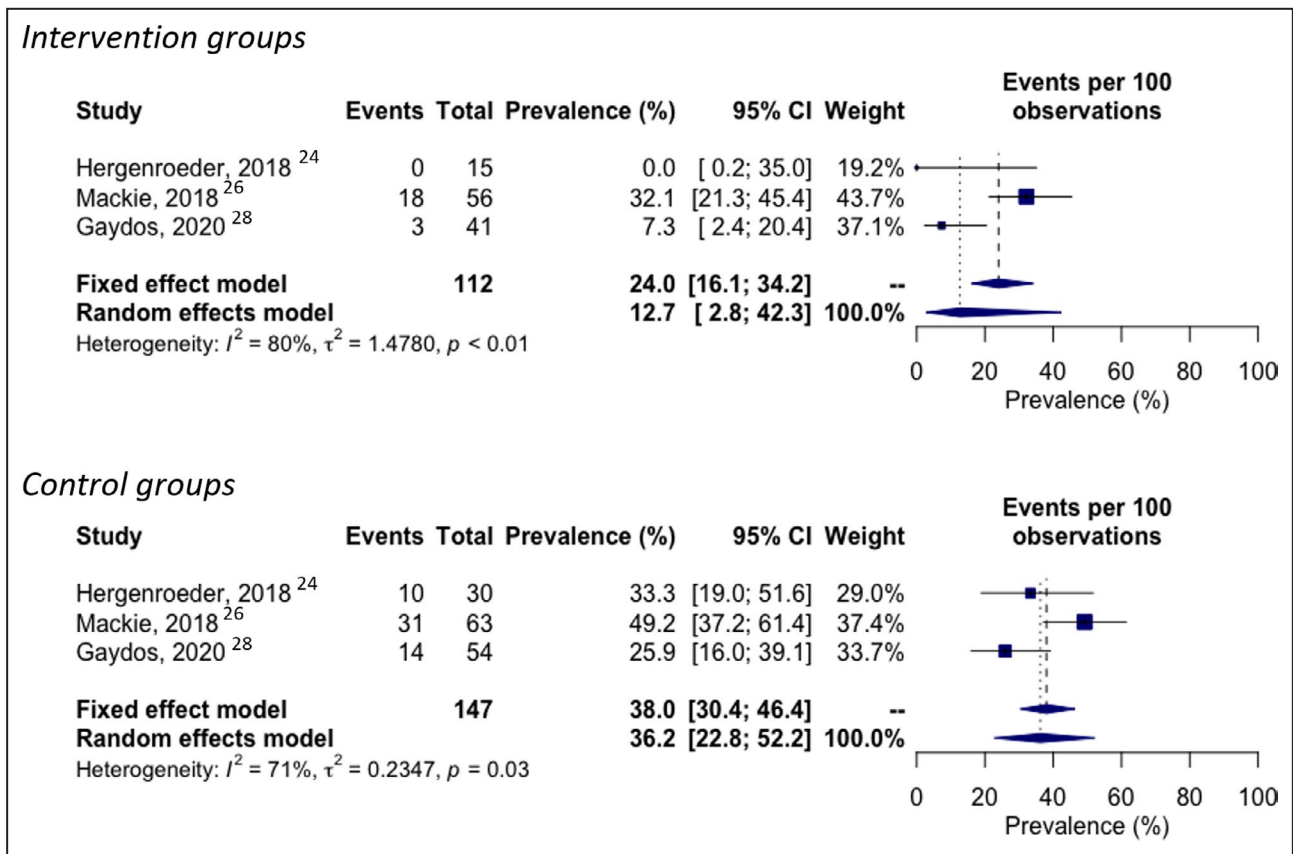 Intervention groups
Events per 100
Study Events Total Prevalence (%) 95% CI Weight observations
Hergenroeder, 2018 24 0 15 0.0 [ 0.2; 35.0] 19.2%
Mackie, 2018 26 18 56 32.1 [21.3; 45.4] 43.7%
Gaydos, 2020 28 3 41 7.3 [ 2.4; 20.4] 37.1%
Fixed effect model 112 24.0 [16.1; 34.2] --
Random effects model 12.7 [ 2.8; 42.3] 100.0%
Heterogeneity: I² = 80%, τ² = 1.4780, p < 0.01
0 20 40 60 80 100
Prevalence (%)
Control groups
Events per 100
Study Events Total Prevalence (%) 95% CI Weight observations
Hergenroeder, 2018 24 10 30 33.3 [19.0; 51.6] 29.0%
Mackie, 2018 26 31 63 49.2 [37.2; 61.4] 37.4%
Gaydos, 2020 28 14 54 25.9 [16.0; 39.1] 33.7%
Fixed effect model 147 38.0 [30.4; 46.4] --
Random effects model 36.2 [22.8; 52.2] 100.0%
Heterogeneity: I² = 71%, τ² = 0.2347, p = 0.03
0 20 40 60 80 100
Prevalence (%)